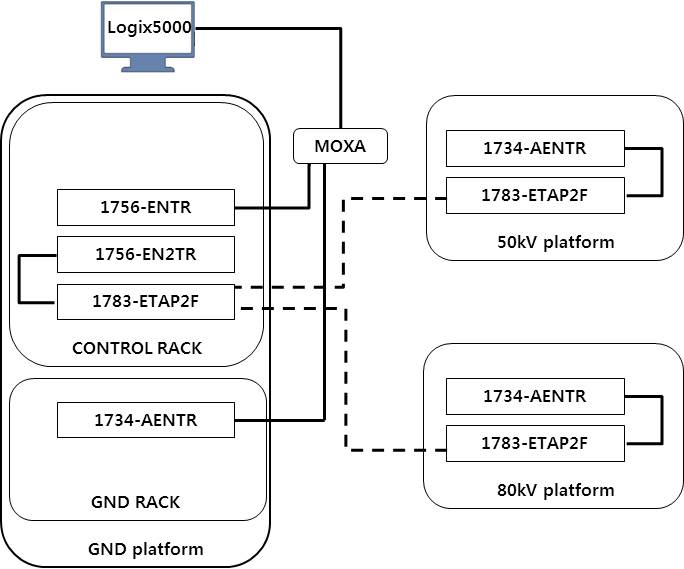 Logix5000
MOXA
1756-ENTR
1756-EN2TR
1783-ETAP2F
CONTROL RACK
1734-AENTR
GND RACK
GND platform
1734-AENTR
1783-ETAP2F
50kV platform
1734-AENTR
1783-ETAP2F
80kV platform